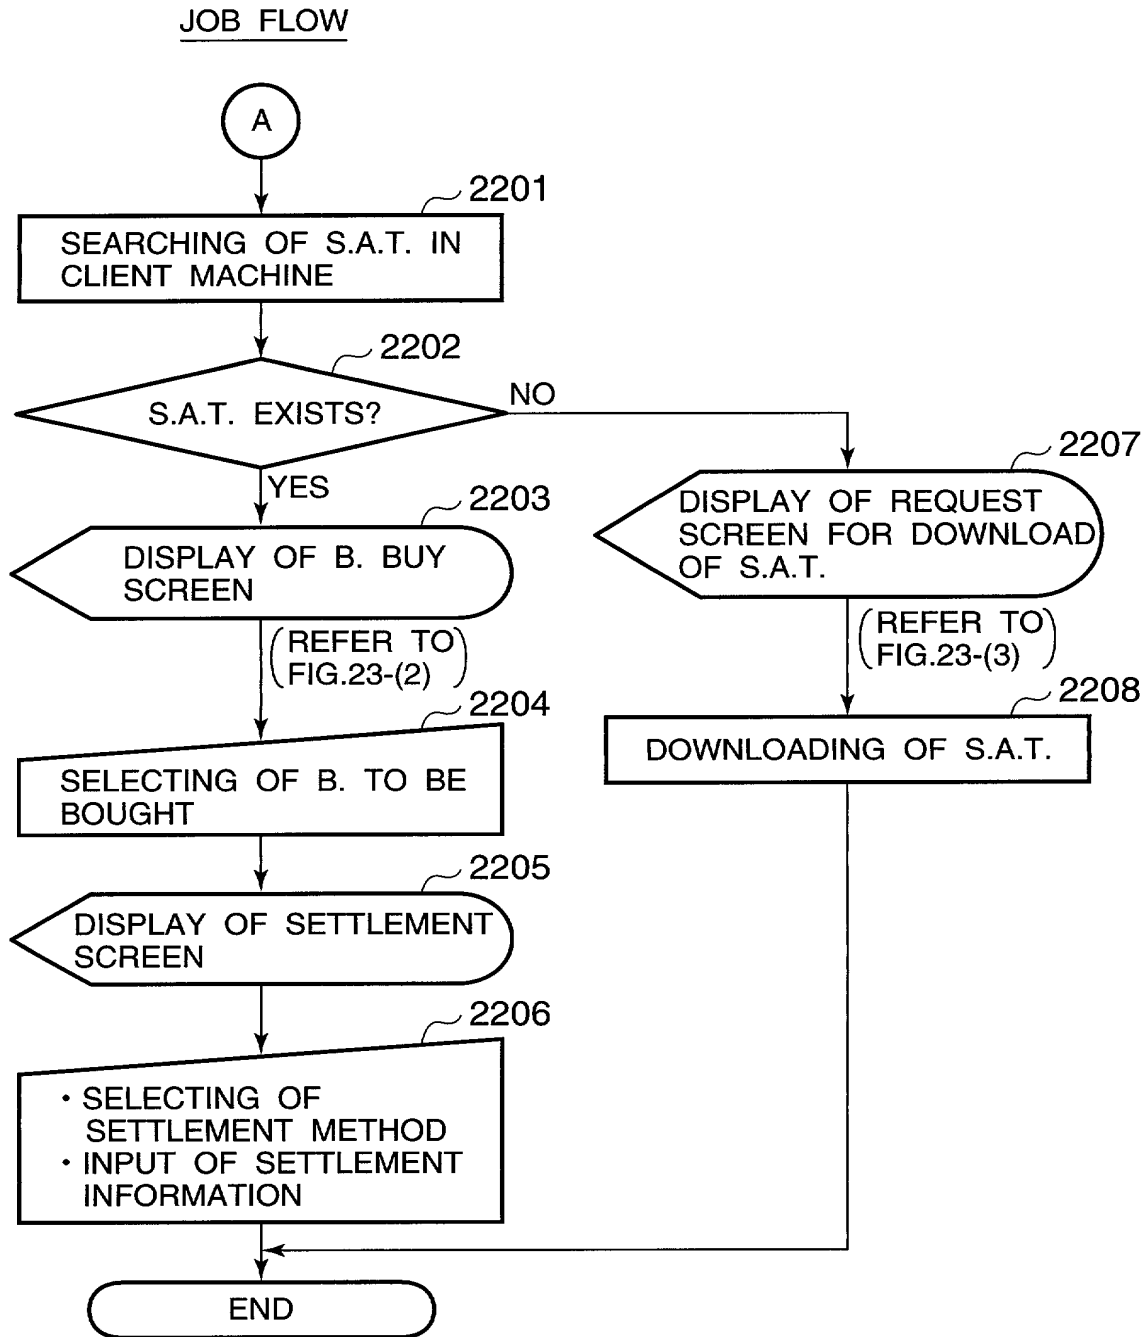 JOB FLOW
A
2201
SEARCHING OF S.A.T. IN
CLIENT MACHINE
2202
S.A.T. EXISTS?
NO
YES
2203
DISPLAY OF B. BUY
SCREEN
(REFER TO
FIG.23-(2))
2204
SELECTING OF B. TO BE
BOUGHT
2205
DISPLAY OF SETTLEMENT
SCREEN
2206
・SELECTING OF
SETTLEMENT METHOD
・INPUT OF SETTLEMENT
INFORMATION
2207
DISPLAY OF REQUEST
SCREEN FOR DOWNLOAD
OF S.A.T.
(REFER TO
FIG.23-(3))
2208
DOWNLOADING OF S.A.T.
END